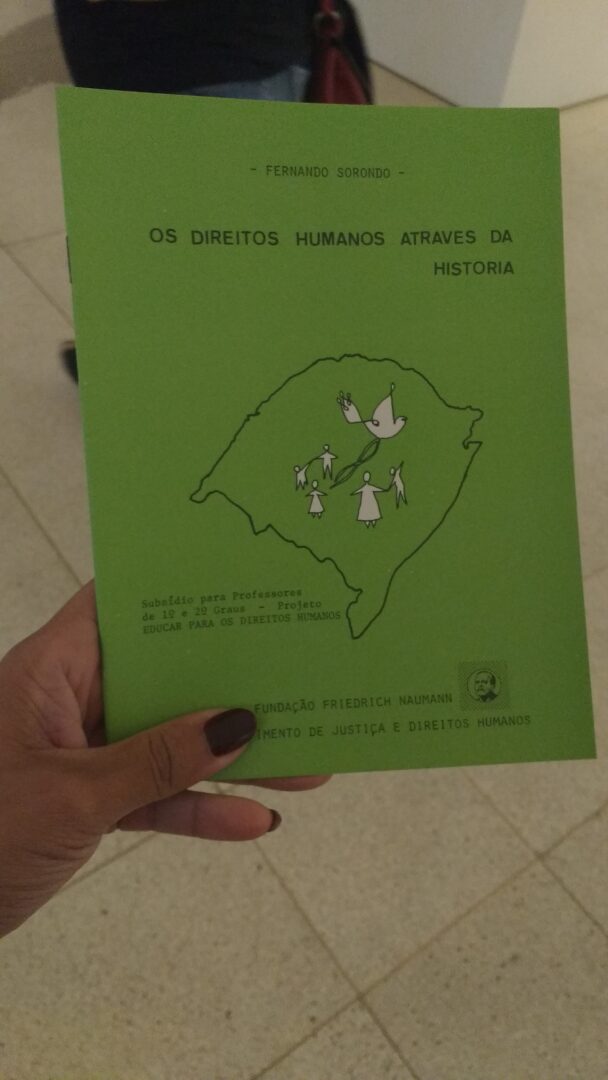 - FERNANDO SORONDO -
OS DIREITOS HUMANOS ATRAVES DA
HISTORIA
Subsídio para Professores
de 1º e 2º Graus - Projeto
EDUCAR PARA OS DIREITOS HUMANOS
FUNDAÇÃO FRIEDRICH NAUMANN
IMENTO DE JUSTIÇA E DIREITOS HUMANOS